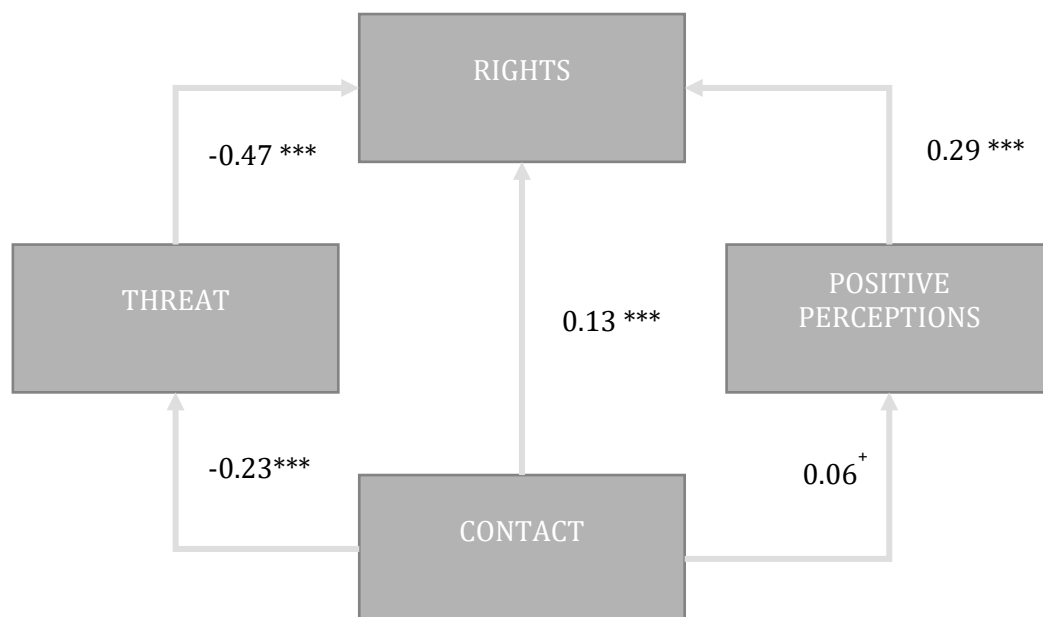 RIGHTS
-0.47 ***
0.29 ***
THREAT
POSITIVE
PERCEPTIONS
0.13 ***
-0.23***
0.06+
CONTACT